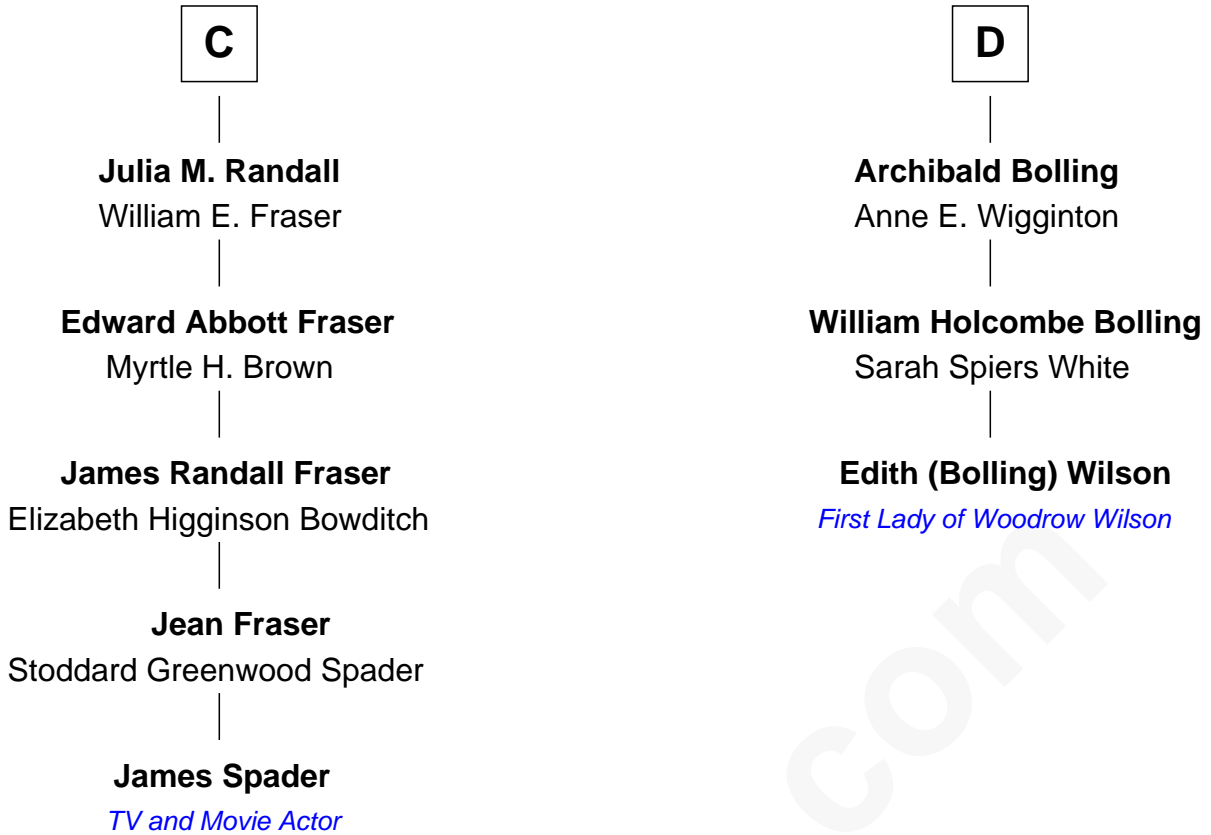 C
Julia M. Randall
William E. Fraser
Edward Abbott Fraser
Myrtle H. Brown
James Randall Fraser
Elizabeth Higginson Bowditch
Jean Fraser
Stoddard Greenwood Spader
James Spader
TV and Movie Actor
D
Archibald Bolling
Anne E. Wigginton
William Holcombe Bolling
Sarah Spiers White
Edith (Bolling) Wilson
First Lady of Woodrow Wilson
com